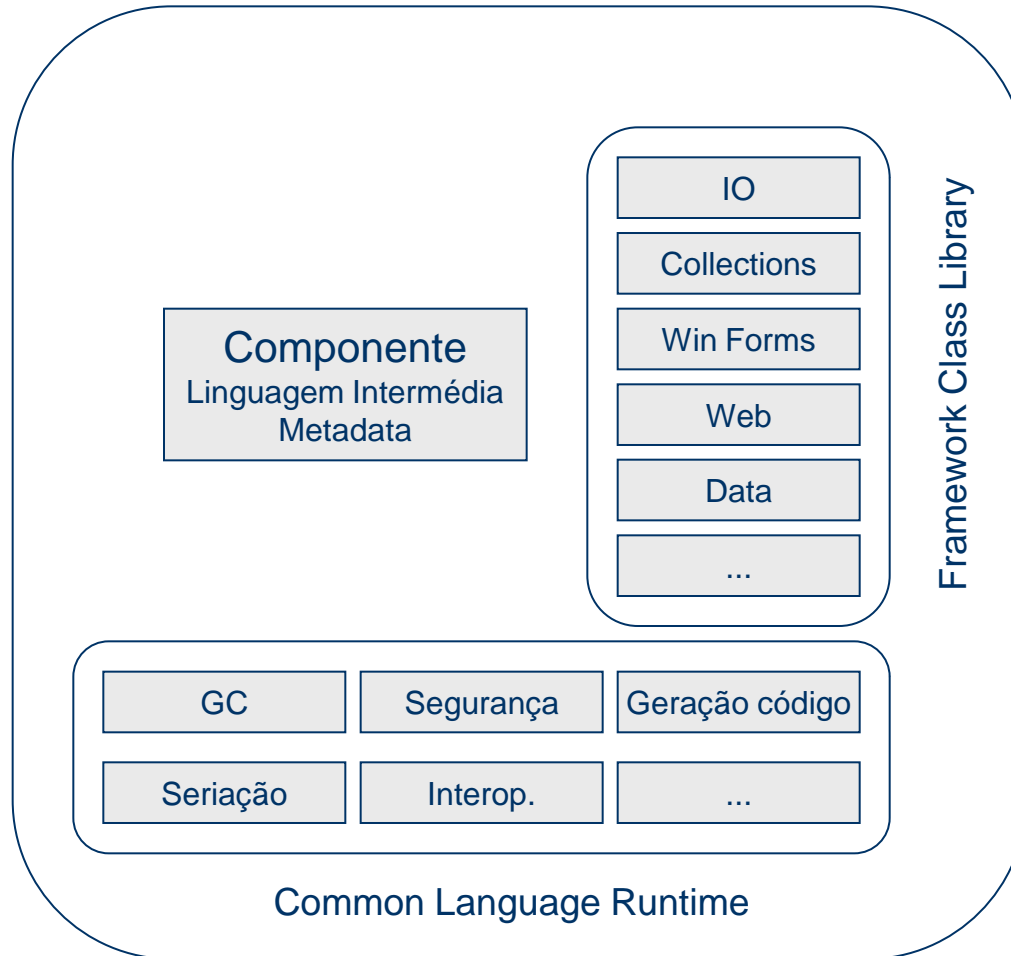 IO
Collections
Win Forms
Web
Data
...
Framework Class Library
Componente
Linguagem Intermédia
Metadata
GC
Segurança
Geração código
Seriação
Interop.
...
Common Language Runtime